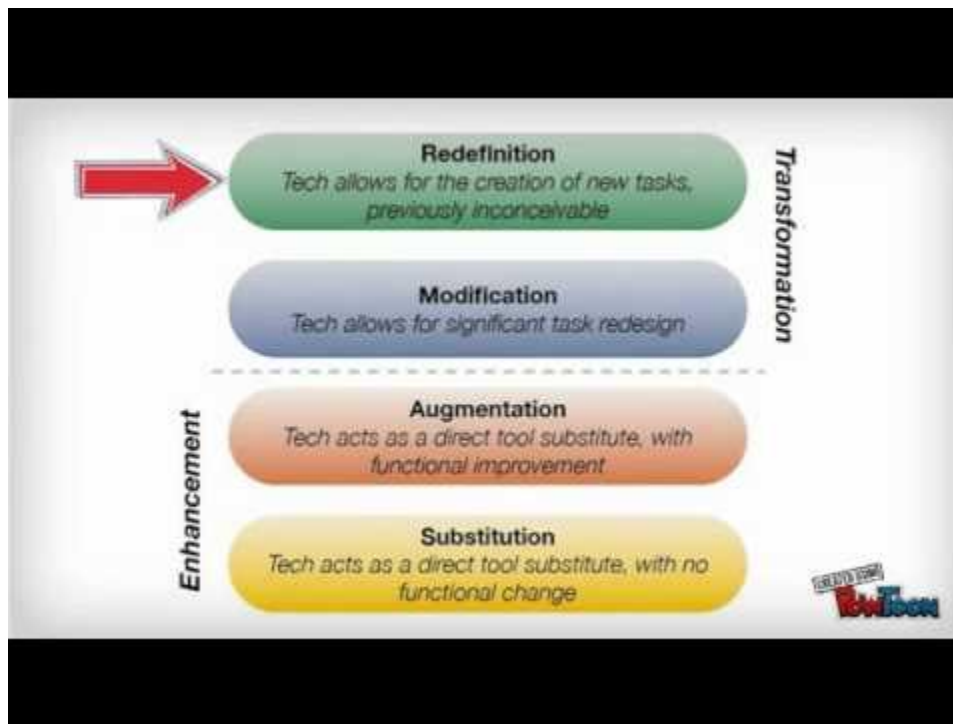 Redefinition
Tech allows for the creation of new tasks,
previously inconceivable
Transformation
Modification
Tech allows for significant task redesign
Enhancement
Augmentation
Tech acts as a direct tool substitute, with
functional improvement
Substitution
Tech acts as a direct tool substitute, with no
functional change
CREATED USING
POWTOON